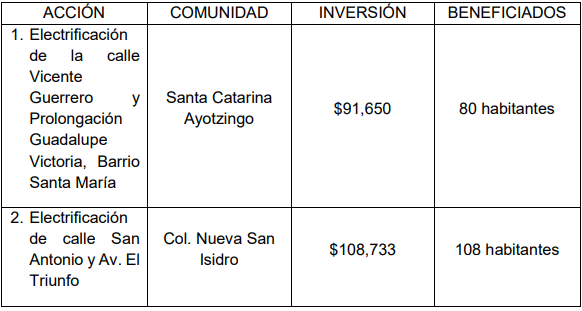 ACCIÓN COMUNIDAD INVERSIÓN BENEFICIADOS
1. Electrificación
de la calle
Vicente
Guerrero y
Prolongación
Guadalupe
Victoria, Barrio
Santa María
Santa Catarina
Ayotzingo
$91,650
80 habitantes
2. Electrificación
de calle San
Antonio y Av. El
Triunfo
Col. Nueva San
Isidro
$108,733
108 habitantes